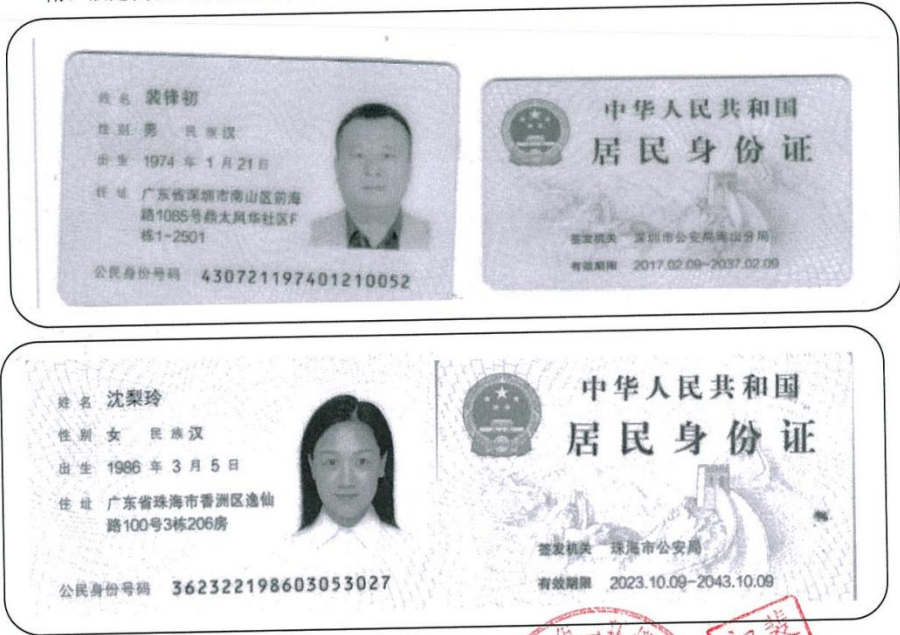 姓名 裴锋初
性别 男 民族 汉
出生 1974 年 1 月 21 日
住址 广东省深圳市南山区前海
路1085号鼎太风华社区F
栋1-2501
公民身份号码 430721197401210052
中华人民共和国
居民身份证
签发机关 深圳市公安局南山分局
有效期限 2017.02.09-2037.02.09
姓名 沈梨玲
性别 女 民族 汉
出生 1986 年 3 月 5 日
住址 广东省珠海市香洲区逸仙
路100号3栋206房
公民身份号码 362322198603053027
中华人民共和国
居民身份证
签发机关 珠海市公安局
有效期限 2023.10.09-2043.10.09